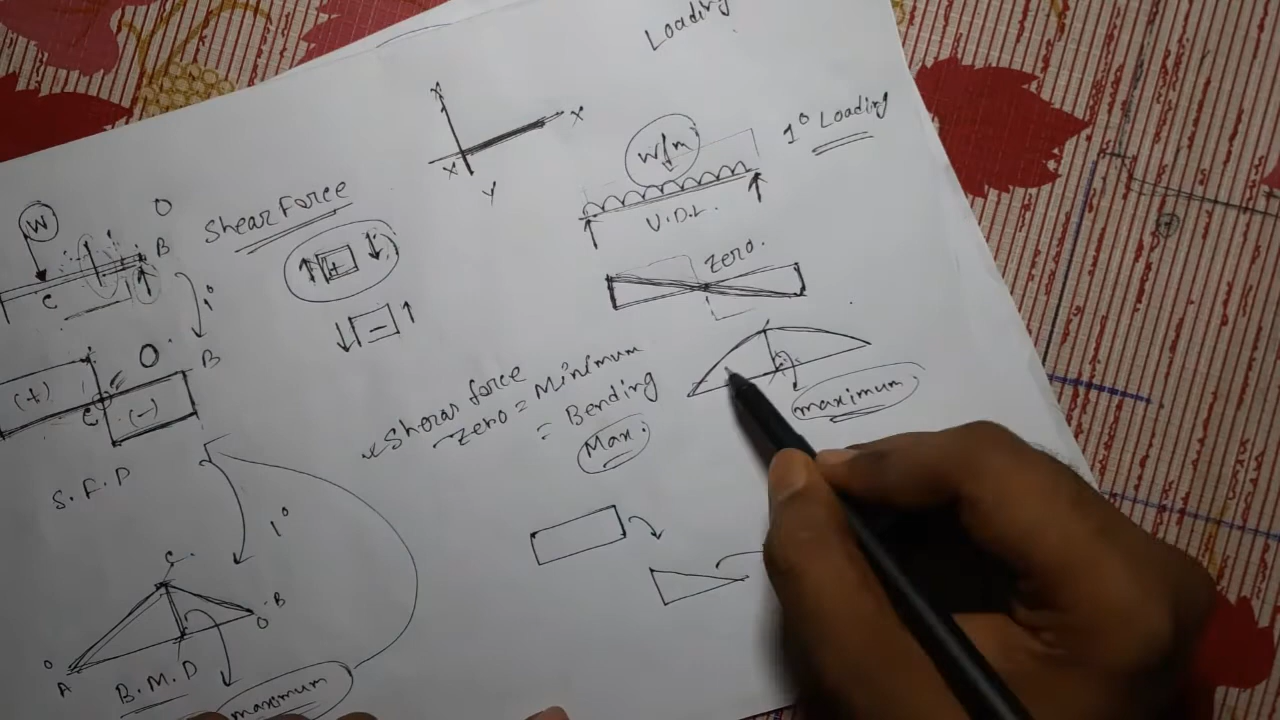 Loading
1° Loading
W/m
U.D.L.
zero.
maximum
X
X
X
Y
Shear Force
+
-
W
O
B
C
1°
(+)
O
B
C
(-)
S.F.D
1°
C
O
A
B
O
B.M.D
maximum
Shear force
zero = Minimum
= Bending
Max.